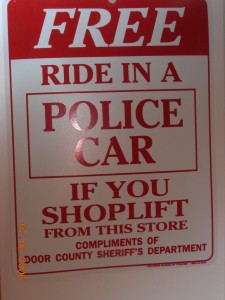 FREE
RIDE IN A
POLICE
CAR
IF YOU
SHOPLIFT
FROM THIS STORE
COMPLIMENTS OF
DOOR COUNTY SHERIFF'S DEPARTMENT